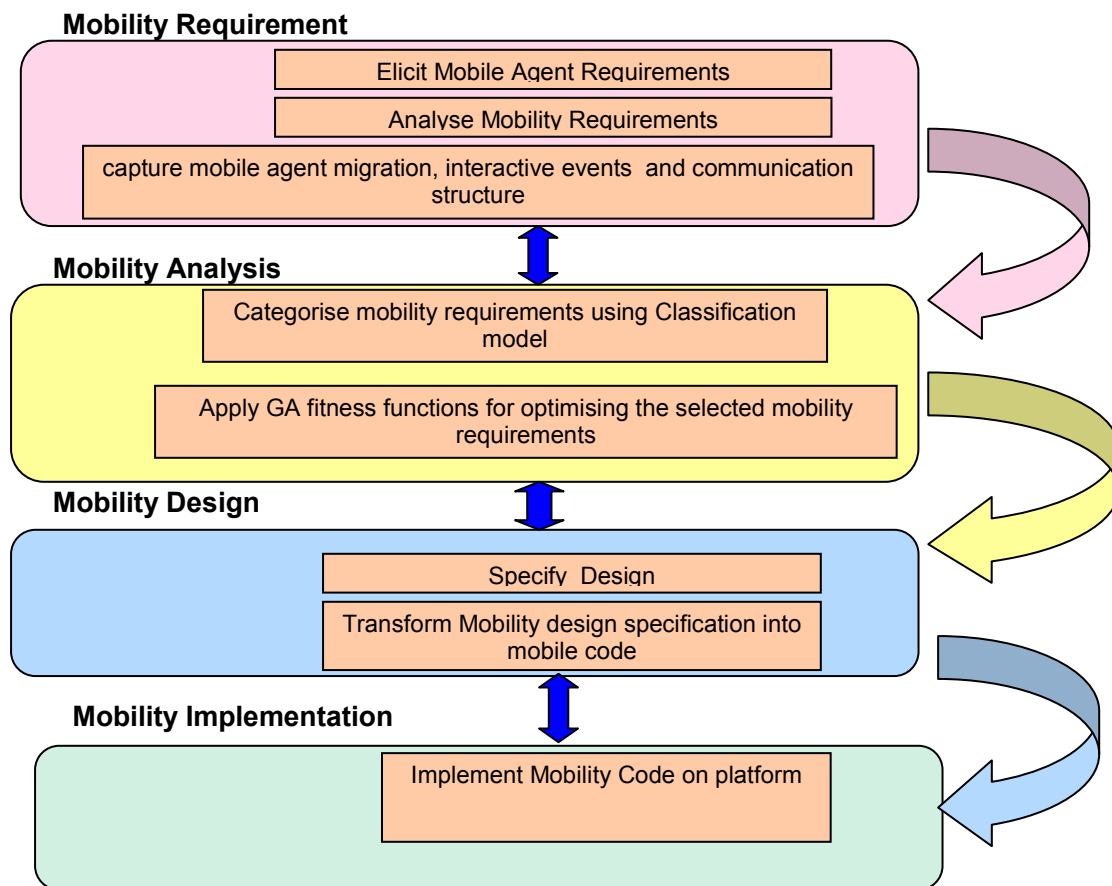 Mobility Requirement
Elicit Mobile Agent Requirements
Analyse Mobility Requirements
capture mobile agent migration, interactive events and communication
structure
Mobility Analysis
Categorise mobility requirements using Classification
model
Apply GA fitness functions for optimising the selected mobility
requirements
Mobility Design
Specify Design
Transform Mobility design specification into
mobile code
Mobility Implementation
Implement Mobility Code on platform